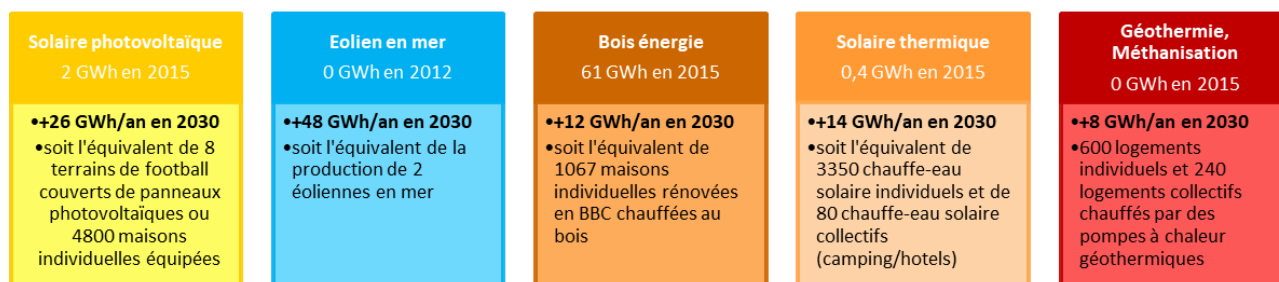 Solaire photovoltaïque
2 GWh en 2015
•+26 GWh/an en 2030
•soit l'équivalent de 8
terrains de football
couverts de panneaux
photovoltaïques ou
4800 maisons
individuelles équipées
Eolien en mer
0 GWh en 2012
•+48 GWh/an en 2030
•soit l'équivalent de la
production de 2
éoliennes en mer
Bois énergie
61 GWh en 2015
•+12 GWh/an en 2030
•soit l'équivalent de
1067 maisons
individuelles rénovées
en BBC chauffées au
bois
Solaire thermique
0,4 GWh en 2015
•+14 GWh/an en 2030
•soit l'équivalent de
3350 chauffe-eau
solaire individuels et de
80 chauffe-eau solaire
collectifs
(camping/hotels)
Géothermie,
Méthanisation
0 GWh en 2015
•+8 GWh/an en 2030
•600 logements
individuels et 240
logements collectifs
chauffés par des
pompes à chaleur
géothermiques